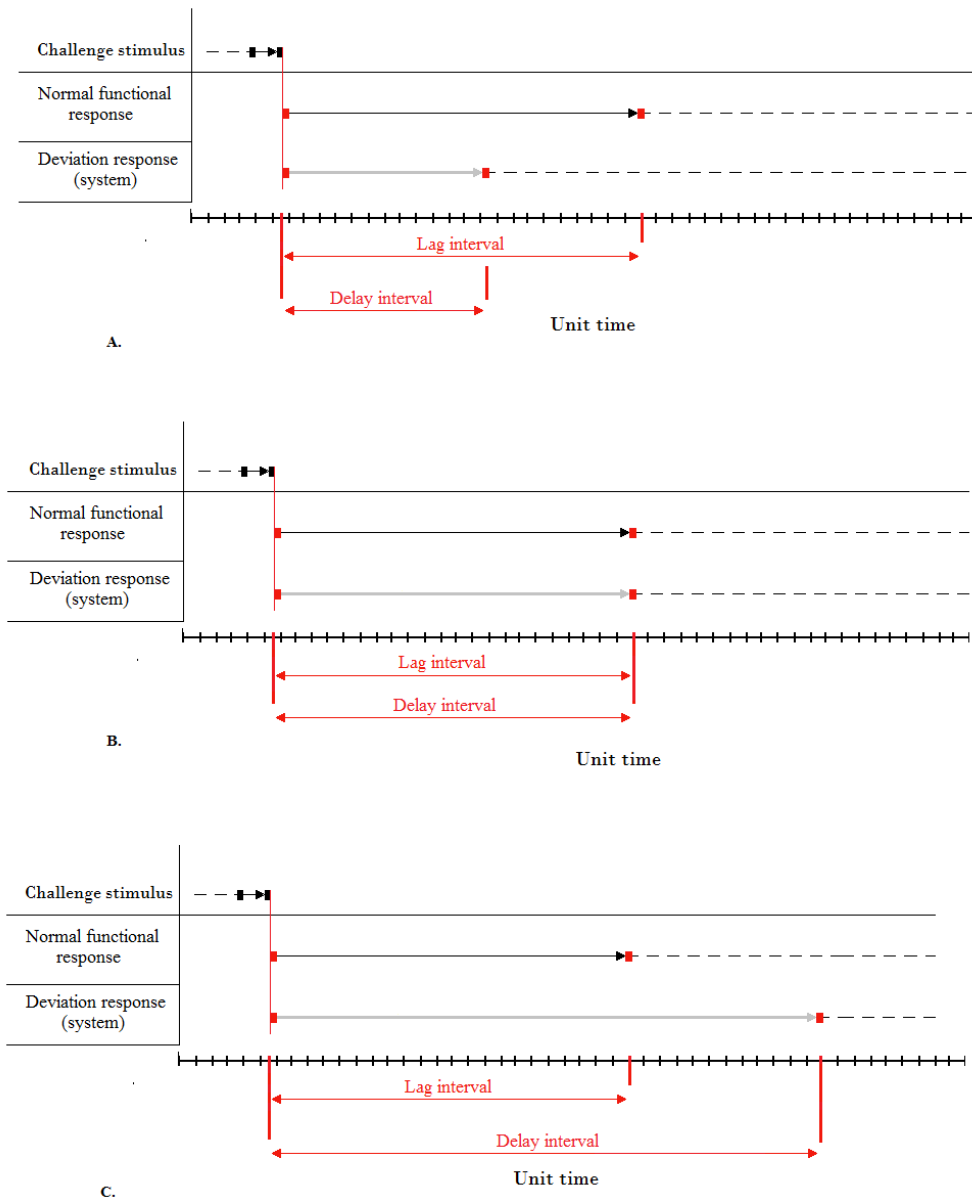 Challenge stimulus
Normal functional
response
Deviation response
(system)
Lag interval
Delay interval
Unit time
A.
Challenge stimulus
Normal functional
response
Deviation response
(system)
Lag interval
Delay interval
B.
Unit time
Challenge stimulus
Normal functional
response
Deviation response
(system)
Lag interval
Delay interval
Unit time
C.